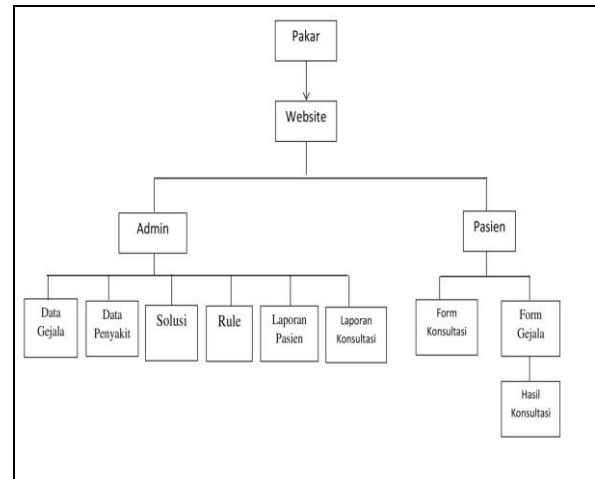 Pakar
Website
Admin
Pasien
Data
Gejala
Data
Penyakit
Solusi
Rule
Laporan
Pasien
Laporan
Konsultasi
Form
Konsultasi
Form
Gejala
Hasil
Konsultasi